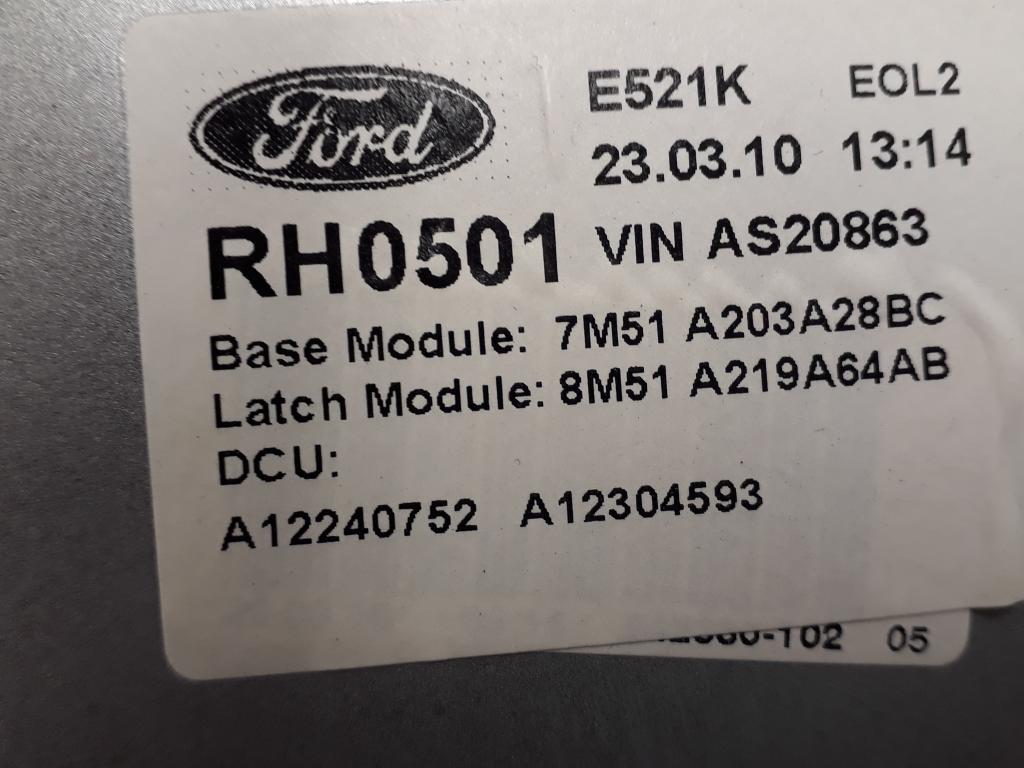 Ford
E521K EOL2
23.03.10 13:14
RH0501 VIN AS20863
Base Module: 7M51 A203A28BC
Latch Module: 8M51 A219A64AB
DCU:
A12240752 A12304593
05